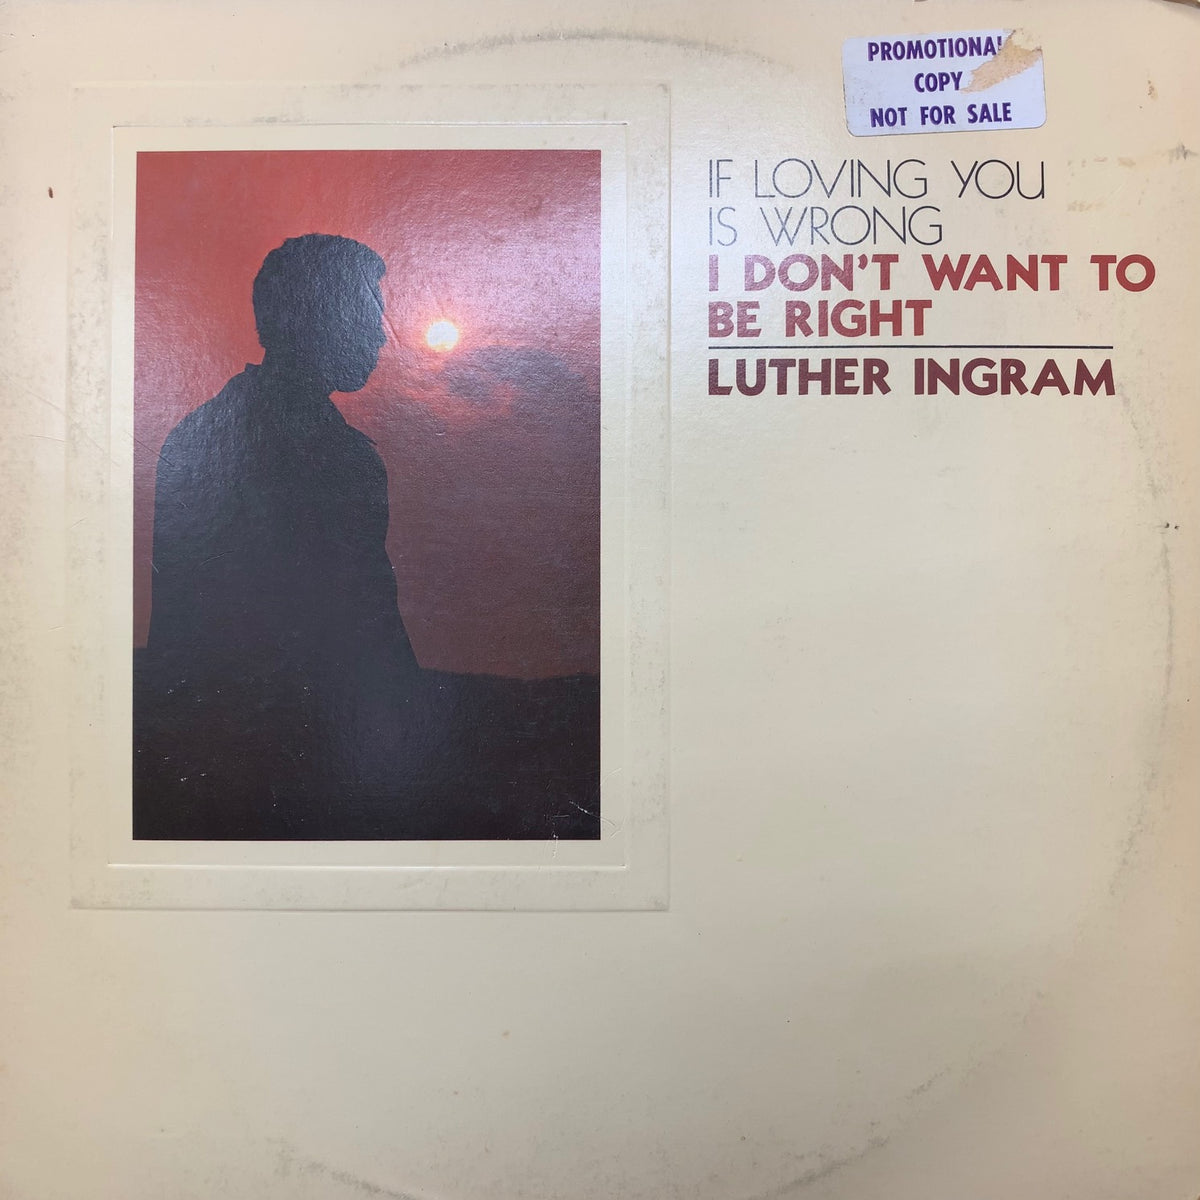 PROMOTIONAL
COPY
NOT FOR SALE
IF LOVING YOU
IS WRONG
I DON'T WANT TO
BE RIGHT
LUTHER INGRAM